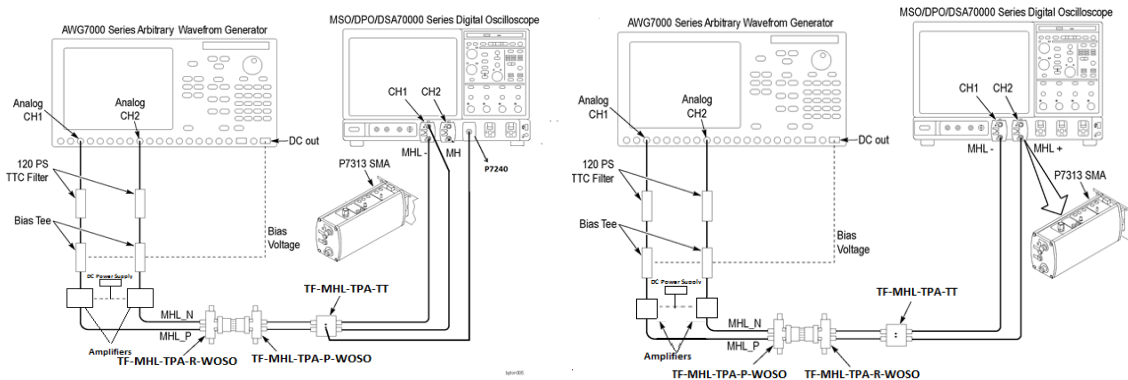 AWG7000 Series Arbitrary Wavefrom Generator
MSO/DPO/DSA70000 Series Digital Oscilloscope
Analog
CH1
Analog
CH2
CH1
CH2
DC out
MHL -
MH
P7240
120 PS
TTC Filter
P7313 SMA
Bias Tee
Bias
Voltage
DC Power Supply
TF-MHL-TPA-TT
MHL_N
MHL_P
Amplifiers
TF-MHL-TPA-R-WOSO
TF-MHL-TPA-P-WOSO
AWG7000 Series Arbitrary Wavefrom Generator
MSO/DPO/DSA70000 Series Digital Oscilloscope
Analog
CH1
Analog
CH2
CH1
CH2
DC out
MHL -
MHL +
120 PS
TTC Filter
P7313 SMA
Bias Tee
Bias
Voltage
DC Power Supply
TF-MHL-TPA-TT
MHL_N
MHL_P
Amplifiers
TF-MHL-TPA-P-WOSO
TF-MHL-TPA-R-WOSO